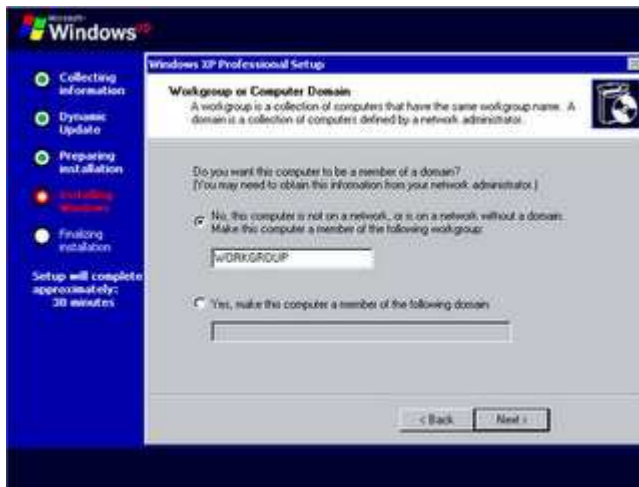 Microsoft
Windows xp
Collecting
information
Dynamic
Update
Preparing
installation
Installing
Windows
Finalizing
installation
Setup will complete
approximately:
30 minutes
Windows XP Professional Setup
Workgroup or Computer Domain
A workgroup is a collection of computers that have the same workgroup name. A
domain is a collection of computers defined by a network administrator.
Do you want this computer to be a member of a domain?
(You may need to obtain this information from your network administrator.)
No, this computer is not on a network, or is on a network without a domain.
Make this computer a member of the following workgroup:
WORKGROUP
Yes, make this computer a member of the following domain:
< Back
Next >